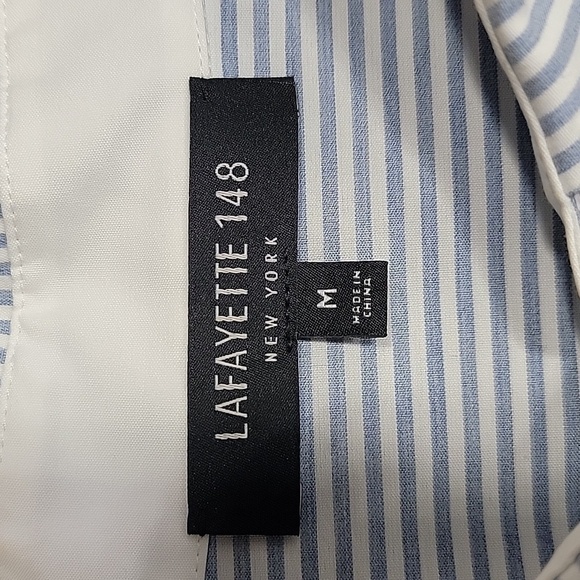 LAFAYETTE 148
NEW YORK
M
MADE IN
CHINA